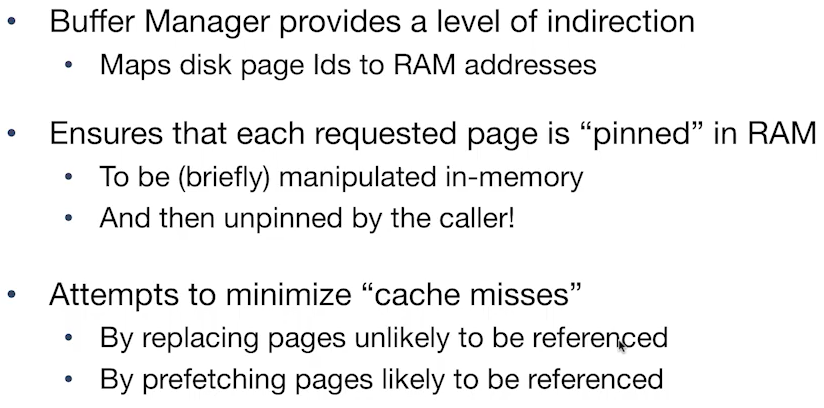 • Buffer Manager provides a level of indirection
• Maps disk page Ids to RAM addresses
• Ensures that each requested page is “pinned” in RAM
• To be (briefly) manipulated in-memory
• And then unpinned by the caller!
• Attempts to minimize “cache misses”
• By replacing pages unlikely to be referenced
• By prefetching pages likely to be referenced